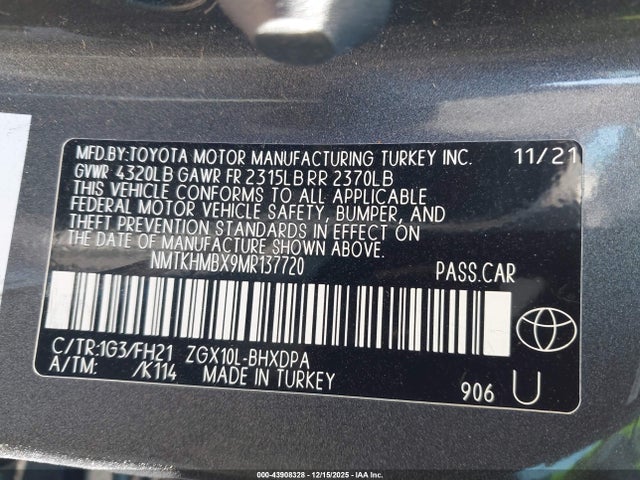 MFD.BY:TOYOTA MOTOR MANUFACTURING TURKEY INC. 11/21
GVWR 4320LB GAWR FR 2315LB RR 2370LB
THIS VEHICLE CONFORMS TO ALL APPLICABLE
FEDERAL MOTOR VEHICLE SAFETY, BUMPER, AND
THEFT PREVENTION STANDARDS IN EFFECT ON
THE DATE OF MANUFACTURE SHOWN ABOVE.
NMTKHMBX9MR137720 PASS.CAR
C/TR:1G3/FH21 ZGX10L-BHXDPA
A/TM: /K114 MADE IN TURKEY
906 U
000-43908328 | 12/15/2025 | IAA Inc.